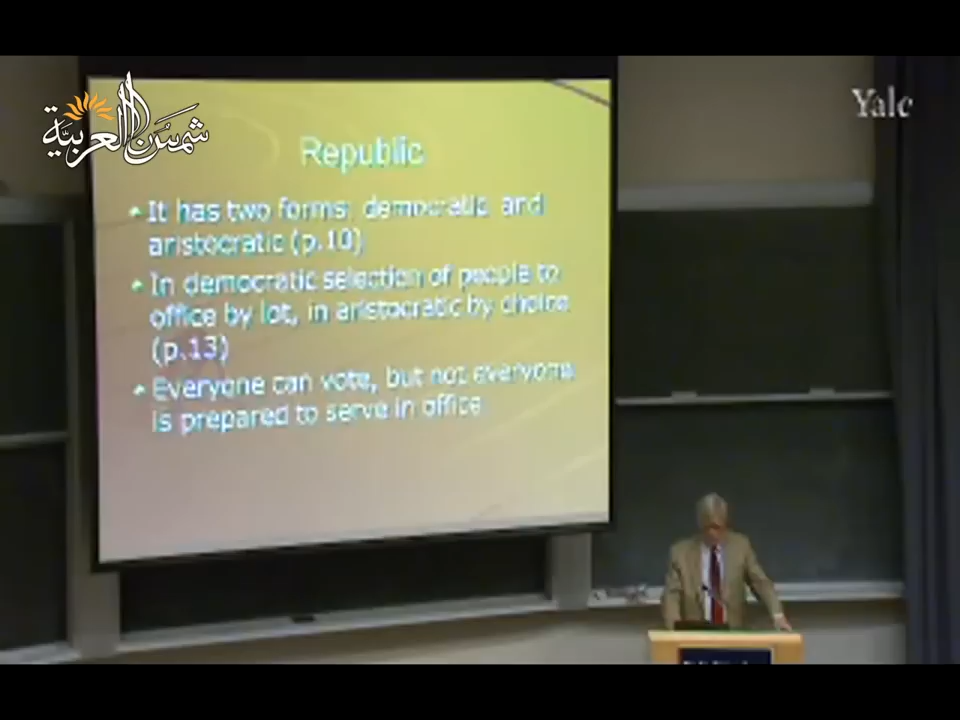 شمس العربية
Yale
Republic
It has two forms: democratic and
aristocratic (p.10)
In democratic selection of people to
office by lot, in aristocratic by choice
(p.13)
Everyone can vote, but not everyone
is prepared to serve in office